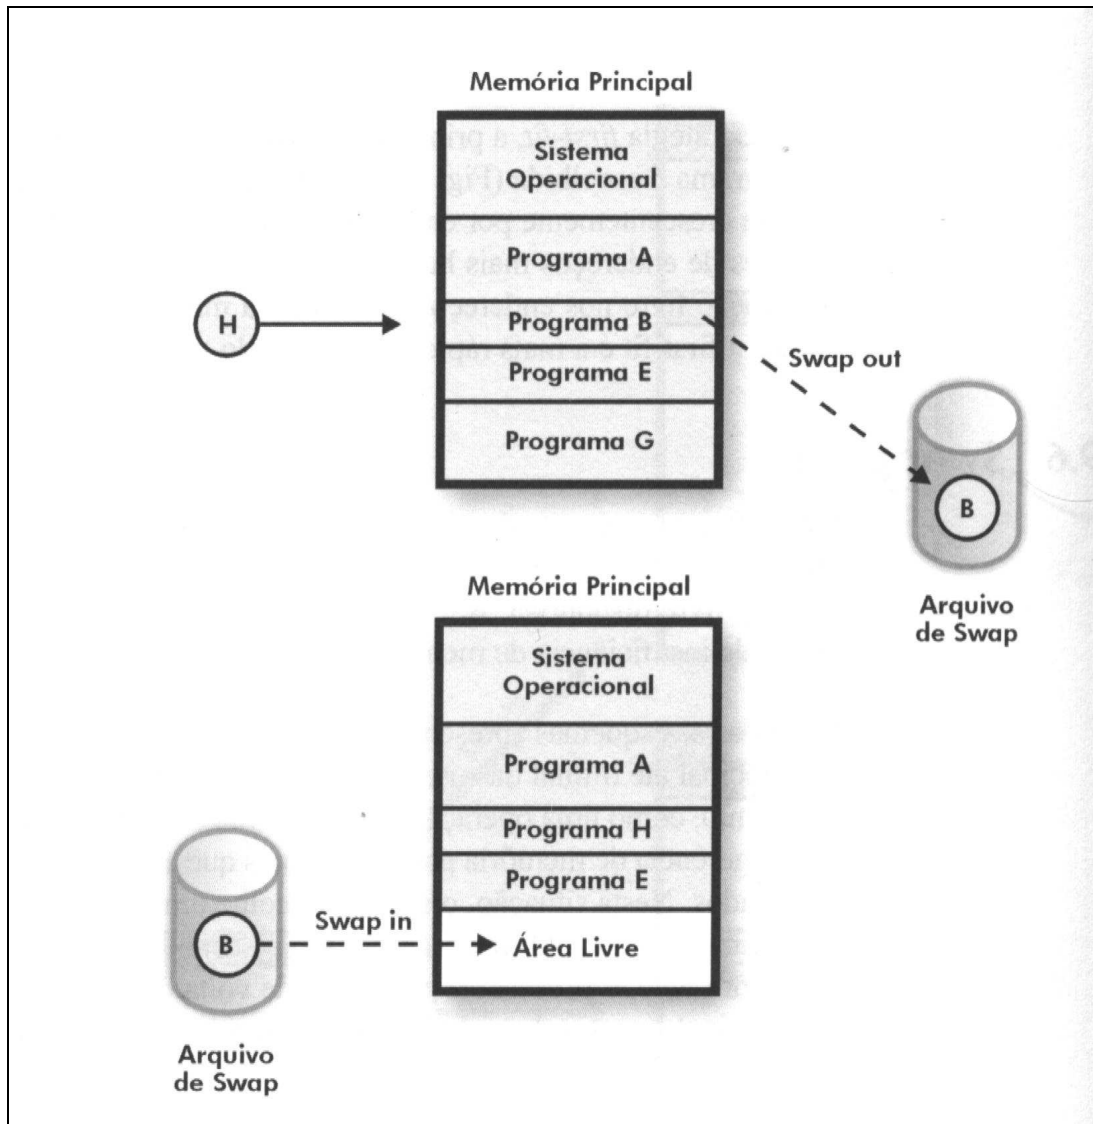 Memória Principal
Sistema
Operacional
Programa A
H
Programa B
Swap out
Programa E
Programa G
B
Arquivo
de Swap
Memória Principal
Sistema
Operacional
Programa A
Programa H
Programa E
Swap in
B
Área Livre
Arquivo
de Swap